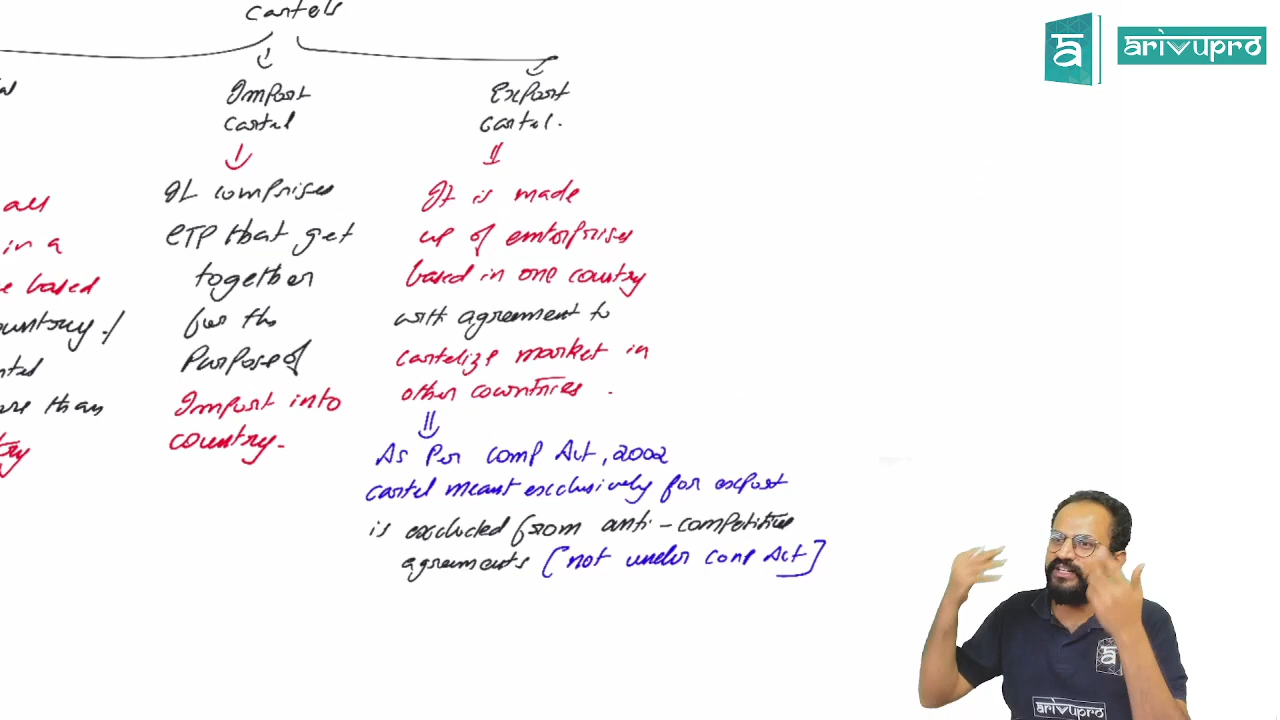 cartels
Import
cartel
It comprises
ETP that get
together
for the
Purpose of
Import into
country.
Export
cartel.
It is made
up of enterprises
based in one country
with agreement to
cartelize market in
other countries.
As Per comp Act, 2002
cartel meant exclusively for export
is excluded from anti-competitive
agreements [not under comp Act]
all
in a
based
than
arivupro
arivupro